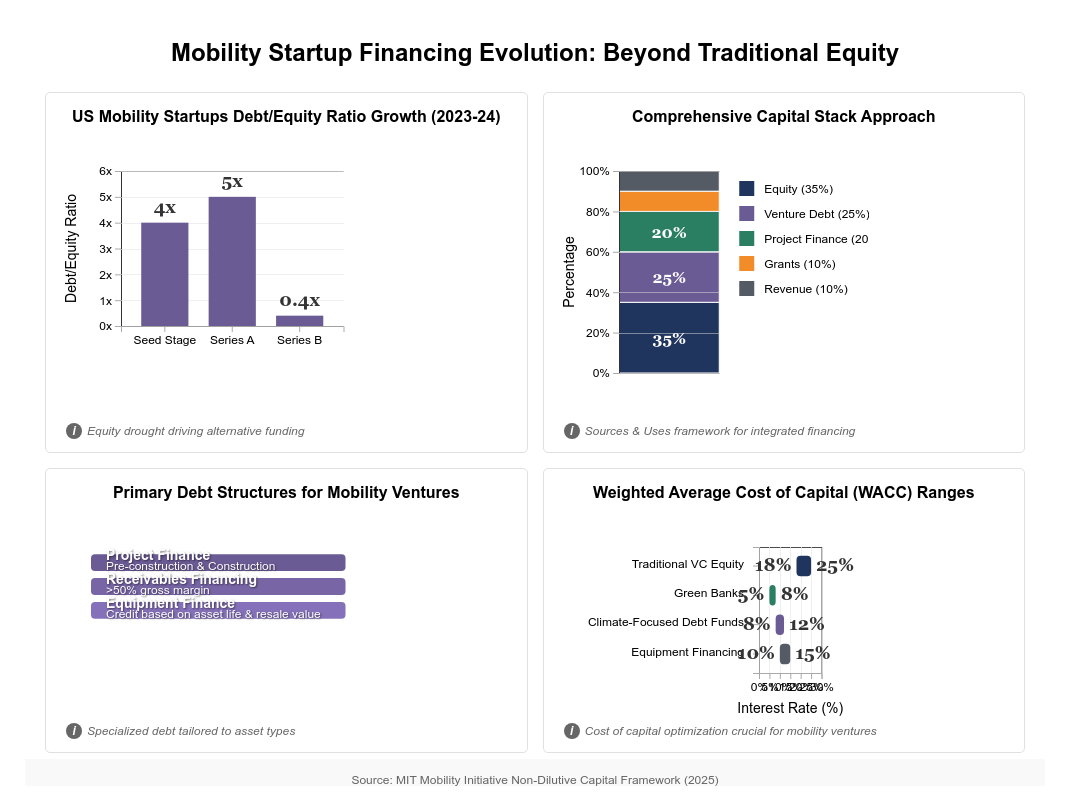 Mobility Startup Financing Evolution: Beyond Traditional Equity
US Mobility Startups Debt/Equity Ratio Growth (2023-24)
6x
5x
4x
3x
2x
1x
0x
Debt/Equity Ratio
4x
5x
0.4x
Seed Stage Series A Series B
i Equity drought driving alternative funding
Comprehensive Capital Stack Approach
100%
80%
60%
40%
20%
0%
Percentage
20%
25%
35%
Equity (35%)
Venture Debt (25%)
Project Finance (20
Grants (10%)
Revenue (10%)
i Sources & Uses framework for integrated financing
Primary Debt Structures for Mobility Ventures
Project Finance
Pre-construction & Construction
Receivables Financing
>50% gross margin
Equipment Finance
Credit based on asset life & resale value
i Specialized debt tailored to asset types
Weighted Average Cost of Capital (WACC) Ranges
Traditional VC Equity 18% 25%
Green Banks 5% 8%
Climate-Focused Debt Funds 8% 12%
Equipment Financing 10% 15%
0% 5% 10% 15% 20% 25% 30%
Interest Rate (%)
i Cost of capital optimization crucial for mobility ventures
Source: MIT Mobility Initiative Non-Dilutive Capital Framework (2025)